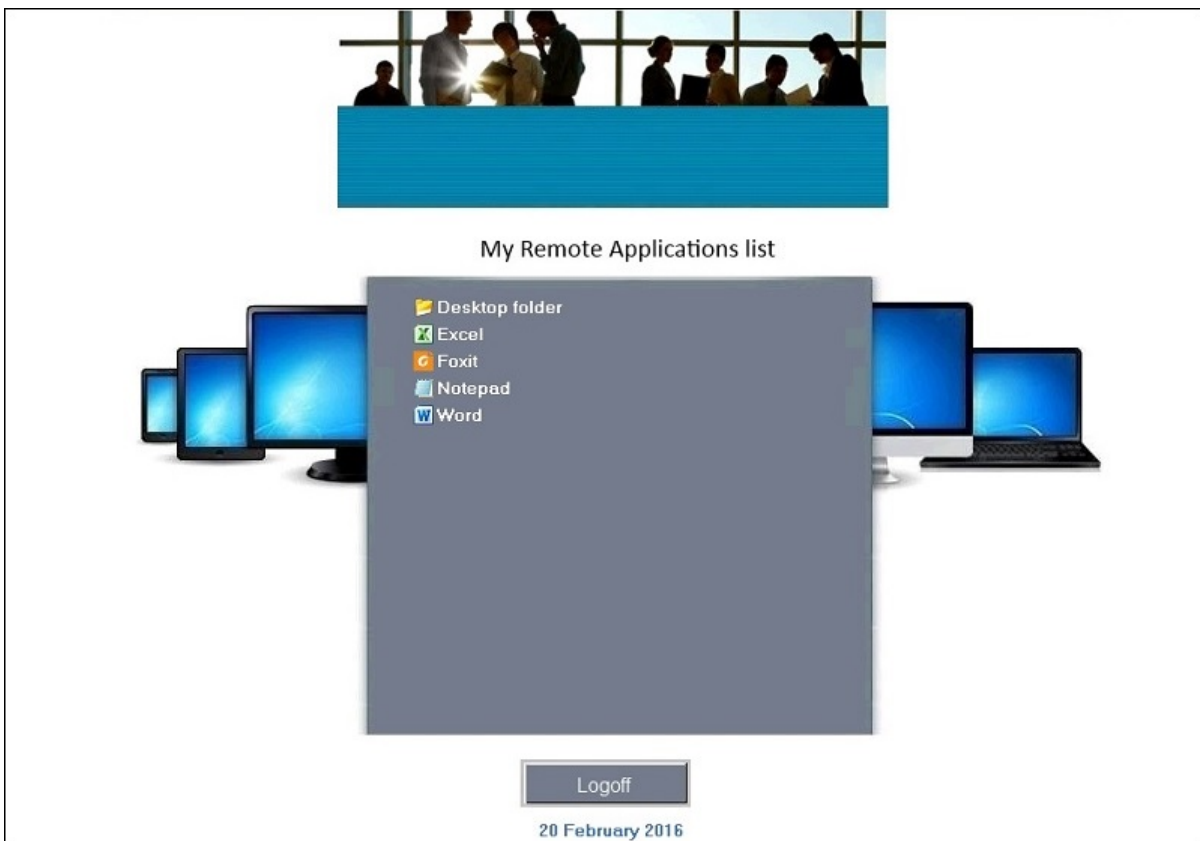 My Remote Applications list
Desktop folder
Excel
Foxit
Notepad
Word
Logoff
20 February 2016